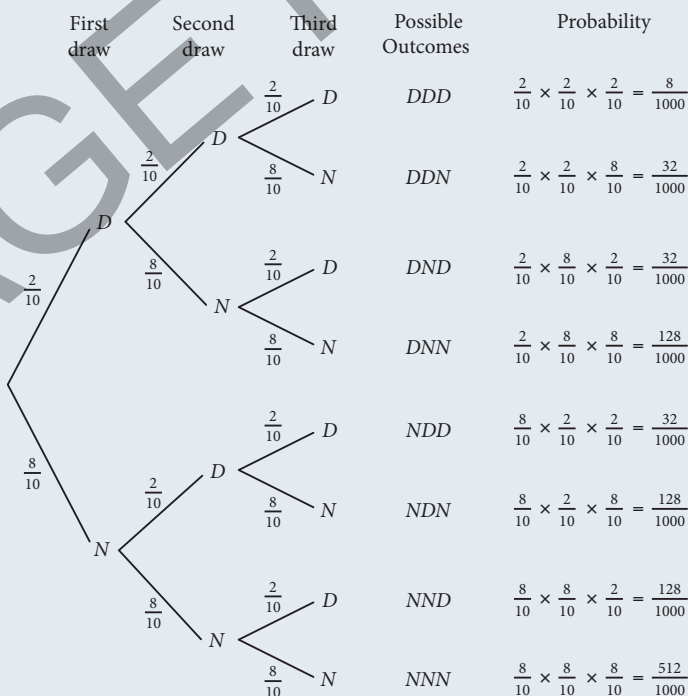 First Second Third Possible Probability
draw draw draw Outcomes
2/10 D DDD 2/10 × 2/10 × 2/10 = 8/1000
D
2/10
8/10 N DDN 2/10 × 2/10 × 8/10 = 32/1000
D
2/10
8/10
2/10 D DND 2/10 × 8/10 × 2/10 = 32/1000
N
8/10 N DNN 2/10 × 8/10 × 8/10 = 128/1000
2/10 D NDD 8/10 × 2/10 × 2/10 = 32/1000
8/10
D
2/10
8/10 N NDN 8/10 × 2/10 × 8/10 = 128/1000
N
2/10 D NND 8/10 × 8/10 × 2/10 = 128/1000
8/10
N
8/10 N NNN 8/10 × 8/10 × 8/10 = 512/1000